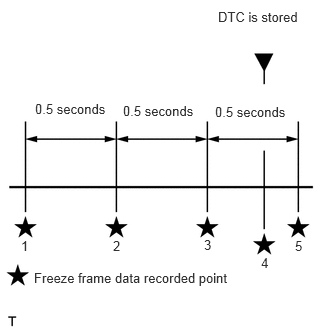 DTC is stored
0.5 seconds 0.5 seconds 0.5 seconds
1 2 3 4 5
Freeze frame data recorded point
T